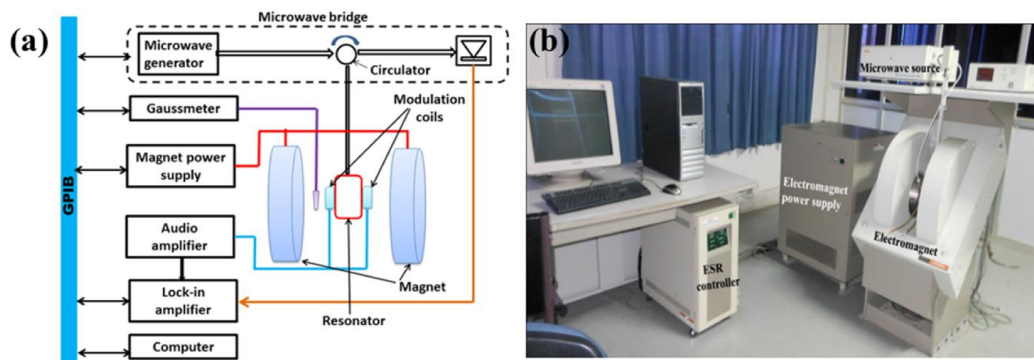 (a)
Microwave bridge
Microwave
generator
Circulator
Gaussmeter
Modulation
coils
Magnet power
supply
GPIB
Audio
amplifier
Lock-in
amplifier
Magnet
Resonator
Computer
(b)
Microwave source
Electromagnet
power supply
Electromagnet
ESR
controller